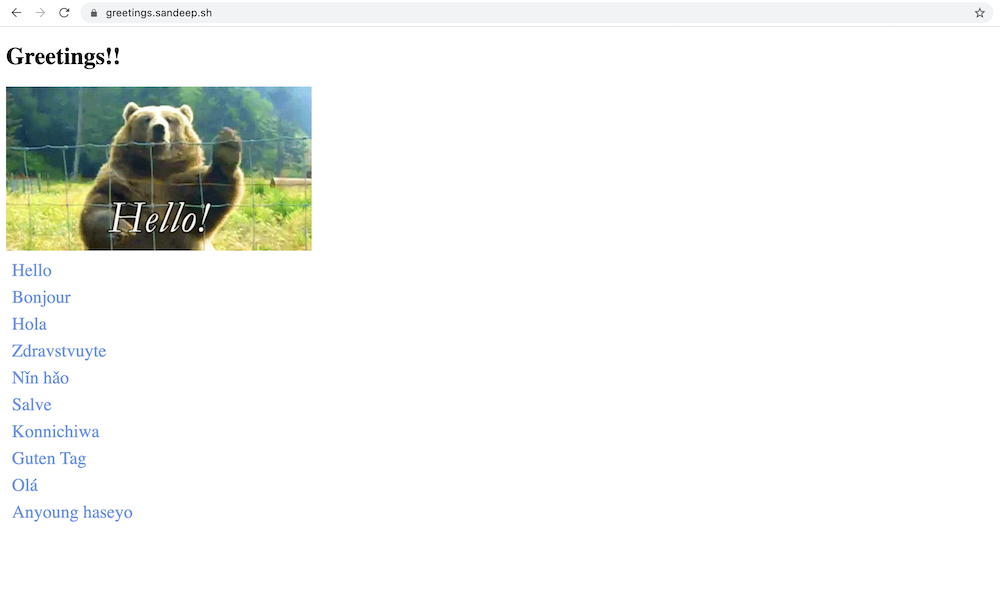 greetings.sandeep.sh
Greetings!!
Hello!
Hello
Bonjour
Hola
Zdravstvuyte
Nǐn hǎo
Salve
Konnichiwa
Guten Tag
Olá
Anyoung haseyo